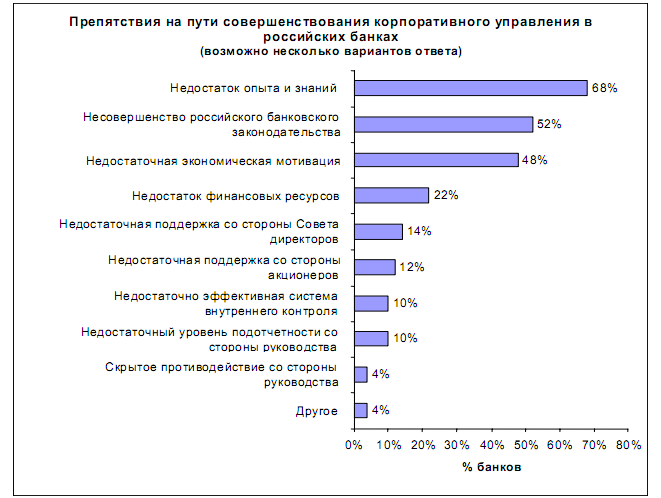 Препятствия на пути совершенствования корпоративного управления в
российских банках
(возможно несколько вариантов ответа)
Недостаток опыта и знаний
68%
Несовершенство российского банковского
законодательства
52%
Недостаточная экономическая мотивация
48%
Недостаток финансовых ресурсов
22%
Недостаточная поддержка со стороны Совета
директоров
14%
Недостаточная поддержка со стороны
акционеров
12%
Недостаточно эффективная система
внутреннего контроля
10%
Недостаточный уровень подотчетности со
стороны руководства
10%
Скрытое противодействие со стороны
руководства
4%
Другое
4%
0% 10% 20% 30% 40% 50% 60% 70% 80%
% банков